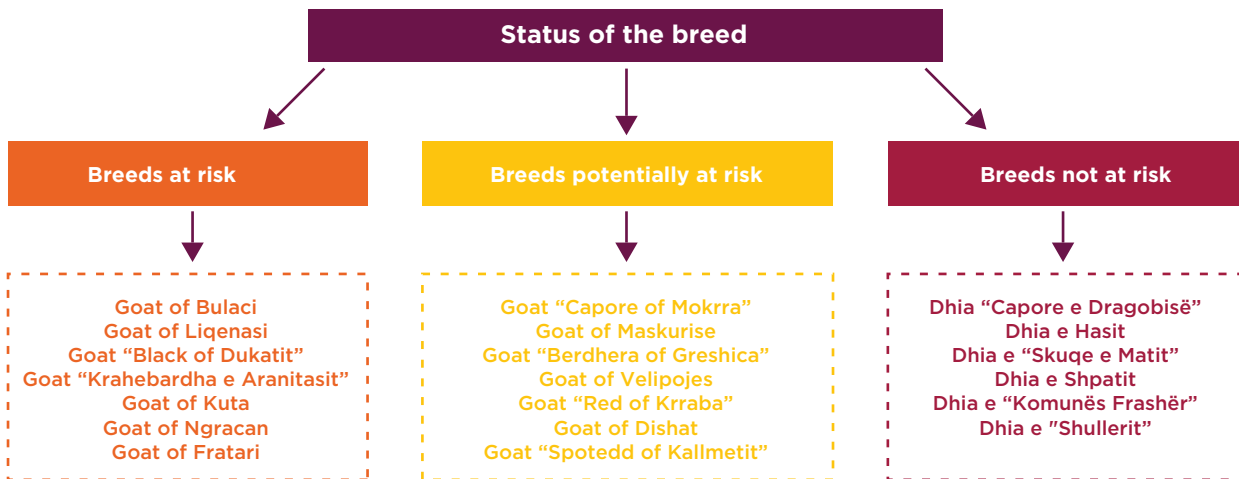 Status of the breed
Breeds at risk
Goat of Bulaci
Goat of Liqenasi
Goat “Black of Dukatit”
Goat “Krahebardha e Aranitasit”
Goat of Kuta
Goat of Ngracan
Goat of Fratari
Breeds potentially at risk
Goat “Capore of Mokrra”
Goat of Maskurise
Goat “Berdhera of Greshica”
Goat of Velipojes
Goat “Red of Krraba”
Goat of Dishat
Goat “Spotedd of Kallmetit”
Breeds not at risk
Dhia “Capore e Dragobisë”
Dhia e Hasit
Dhia e “Skuqe e Matit”
Dhia e Shpatit
Dhia e “Komunës Frashër”
Dhia e "Shullerit”